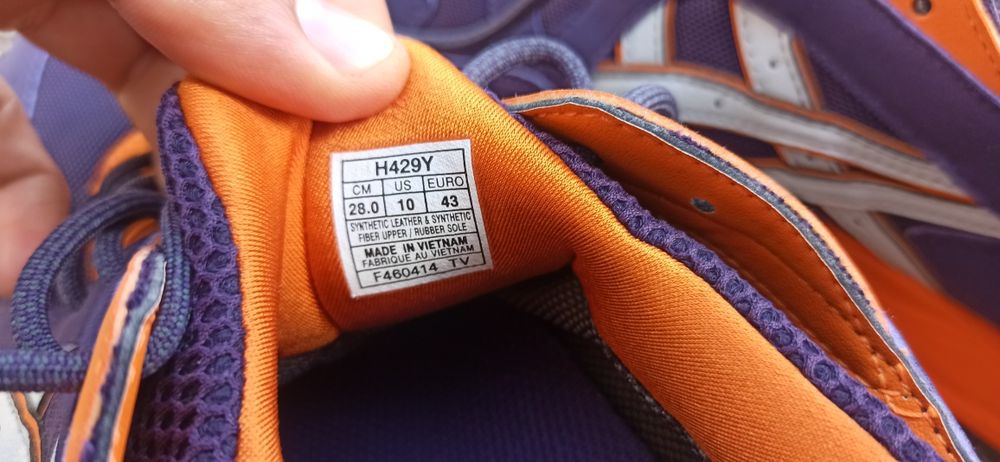 H429Y
CM US EURO
28.0 10 43
SYNTHETIC LEATHER & SYNTHETIC
FIBER UPPER / RUBBER SOLE
MADE IN VIETNAM
FABRIQUE AU VIETNAM
F460414 TV